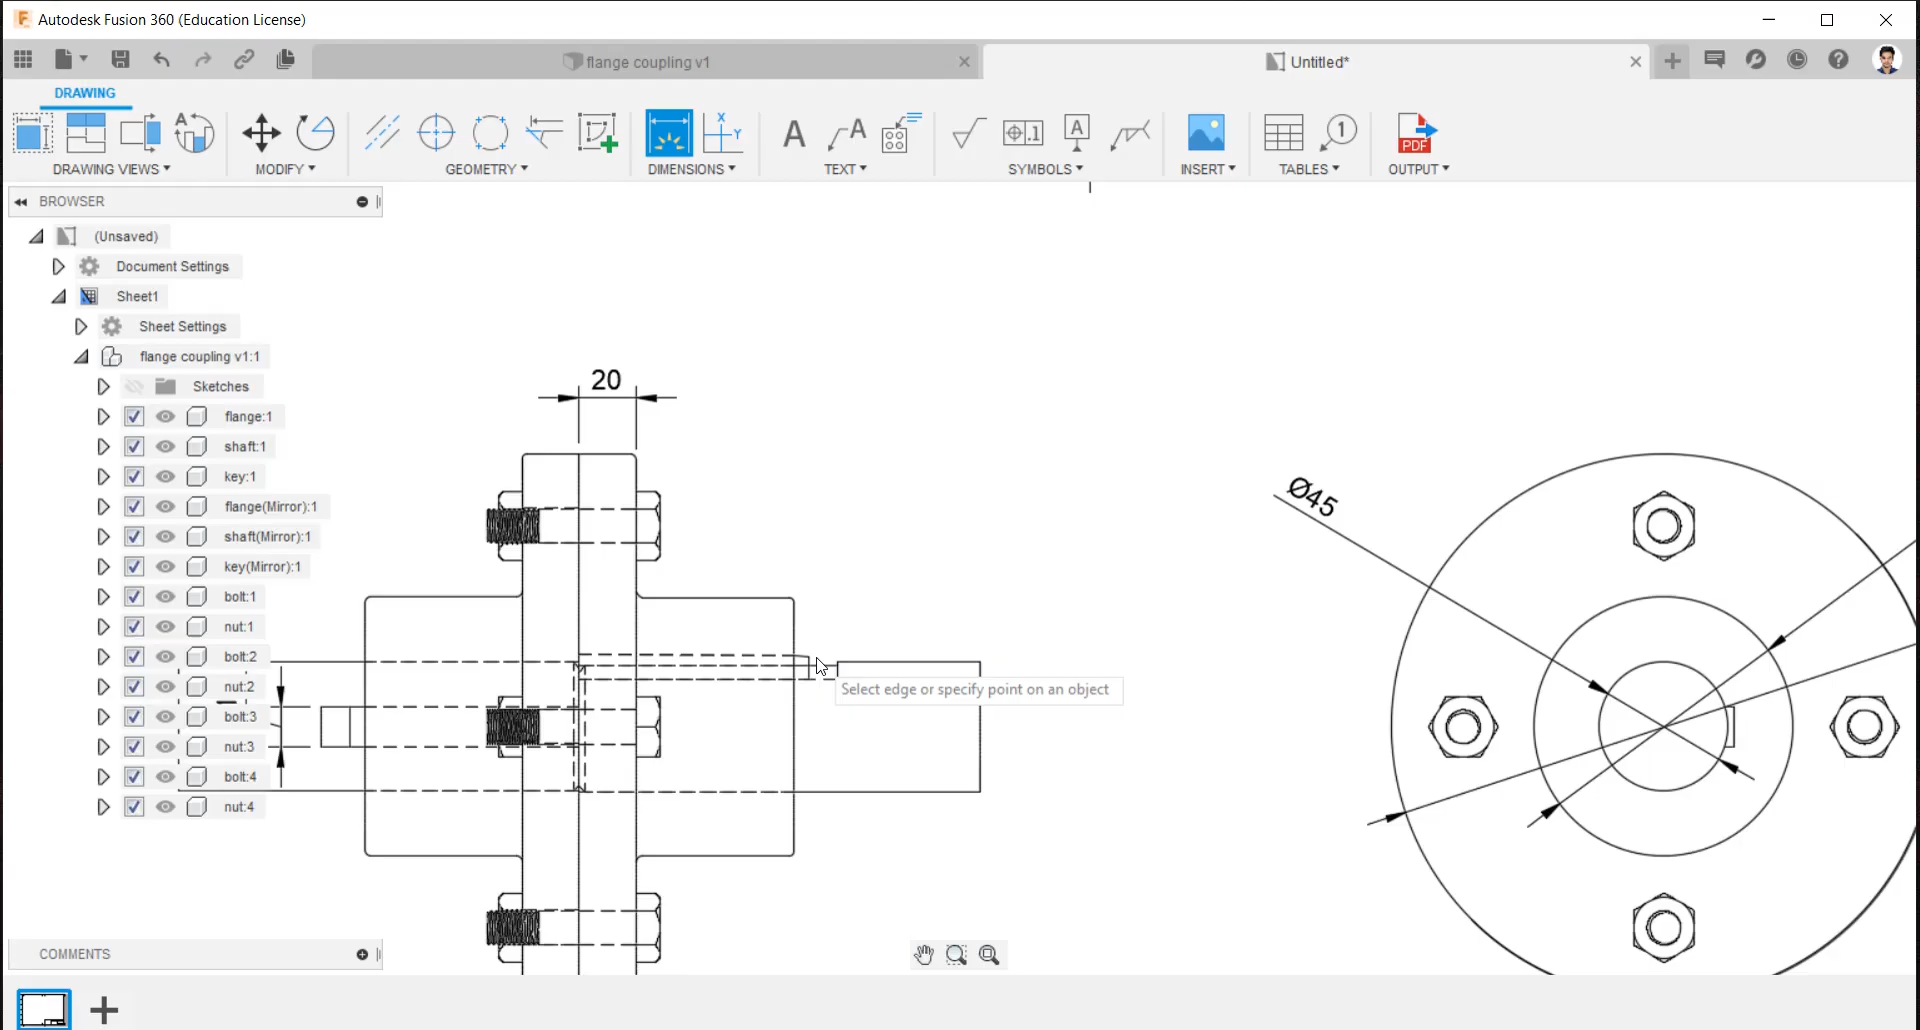 Autodesk Fusion 360 (Education License)
flange coupling v1
Untitled*
DRAWING
DRAWING VIEWS
MODIFY
GEOMETRY
DIMENSIONS
TEXT
SYMBOLS
INSERT
TABLES
OUTPUT
BROWSER
(Unsaved)
Document Settings
Sheet1
Sheet Settings
flange coupling v1:1
Sketches
flange:1
shaft:1
key:1
flange(Mirror):1
shaft(Mirror):1
key(Mirror):1
bolt:1
nut:1
bolt:2
nut:2
bolt:3
nut:3
bolt:4
nut:4
20
Ø45
Select edge or specify point on an object
COMMENTS